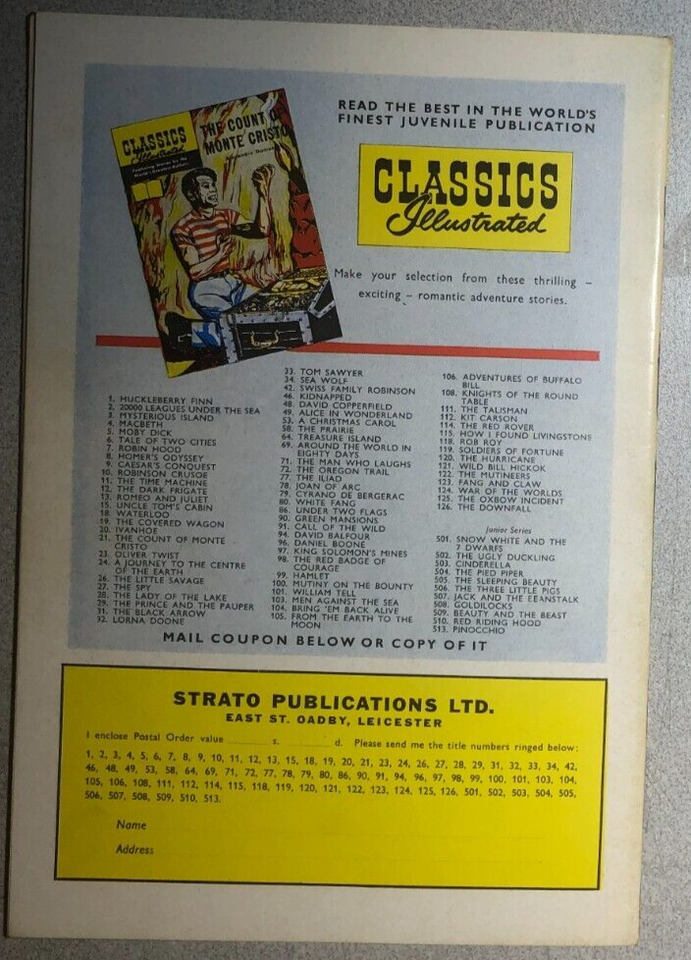 CLASSICS
Illustrated
Featuring Stories by the
World's Greatest Authors
THE COUNT OF
MONTE CRISTO
Alexandre Dumas
READ THE BEST IN THE WORLD'S
FINEST JUVENILE PUBLICATION
CLASSICS
Illustrated
Make your selection from these thrilling –
exciting – romantic adventure stories.
1. HUCKLEBERRY FINN
2. 20000 LEAGUES UNDER THE SEA
3. MYSTERIOUS ISLAND
4. MACBETH
5. MOBY DICK
6. TALE OF TWO CITIES
7. ROBIN HOOD
8. HOMER'S ODYSSEY
9. CAESAR'S CONQUEST
10. ROBINSON CRUSOE
11. THE TIME MACHINE
12. THE DARK FRIGATE
13. ROMEO AND JULIET
15. UNCLE TOM'S CABIN
18. WATERLOO
19. THE COVERED WAGON
20. IVANHOE
21. THE COUNT OF MONTE
CRISTO
23. OLIVER TWIST
24. A JOURNEY TO THE CENTRE
OF THE EARTH
26. THE LITTLE SAVAGE
27. THE SPY
28. THE LADY OF THE LAKE
29. THE PRINCE AND THE PAUPER
31. THE BLACK ARROW
32. LORNA DOONE
33. TOM SAWYER
34. SEA WOLF
42. SWISS FAMILY ROBINSON
46. KIDNAPPED
48. DAVID COPPERFIELD
49. ALICE IN WONDERLAND
53. A CHRISTMAS CAROL
58. THE PRAIRIE
64. TREASURE ISLAND
69. AROUND THE WORLD IN
EIGHTY DAYS
71. THE MAN WHO LAUGHS
72. THE OREGON TRAIL
77. THE ILIAD
78. JOAN OF ARC
79. CYRANO DE BERGERAC
80. WHITE FANG
86. UNDER TWO FLAGS
90. GREEN MANSIONS
91. CALL OF THE WILD
94. DAVID BALFOUR
96. DANIEL BOONE
97. KING SOLOMON'S MINES
98. THE RED BADGE OF
COURAGE
99. HAMLET
100. MUTINY ON THE BOUNTY
101. WILLIAM TELL
103. MEN AGAINST THE SEA
104. BRING 'EM BACK ALIVE
105. FROM THE EARTH TO THE
MOON
106. ADVENTURES OF BUFFALO
BILL
108. KNIGHTS OF THE ROUND
TABLE
111. THE TALISMAN
112. KIT CARSON
114. THE RED ROVER
115. HOW I FOUND LIVINGSTONE
118. ROB ROY
119. SOLDIERS OF FORTUNE
120. THE HURRICANE
121. WILD BILL HICKOK
122. THE MUTINEERS
123. FANG AND CLAW
124. WAR OF THE WORLDS
125. THE OXBOW INCIDENT
126. THE DOWNFALL
Junior Series
501. SNOW WHITE AND THE
7 DWARFS
502. THE UGLY DUCKLING
503. CINDERELLA
504. THE PIED PIPER
505. THE SLEEPING BEAUTY
506. THE THREE LITTLE PIGS
507. JACK AND THE BEANSTALK
508. GOLDILOCKS
509. BEAUTY AND THE BEAST
510. RED RIDING HOOD
513. PINOCCHIO
MAIL COUPON BELOW OR COPY OF IT
STRATO PUBLICATIONS LTD.
EAST ST. OADBY, LEICESTER
I enclose Postal Order value s. d. Please send me the title numbers ringed below:
1, 2, 3, 4, 5, 6, 7, 8, 9, 10, 11, 12, 13, 15, 18, 19, 20, 21, 23, 24, 26, 27, 28, 29, 31, 32, 33, 34, 42,
46, 48, 49, 53, 58, 64, 69, 71, 72, 77, 78, 79, 80, 86, 90, 91, 94, 96, 97, 98, 99, 100, 101, 103, 104,
105, 106, 108, 111, 112, 114, 115, 118, 119, 120, 121, 122, 123, 124, 125, 126, 501, 502, 503, 504, 505,
506, 507, 508, 509, 510, 513.
Name
Address